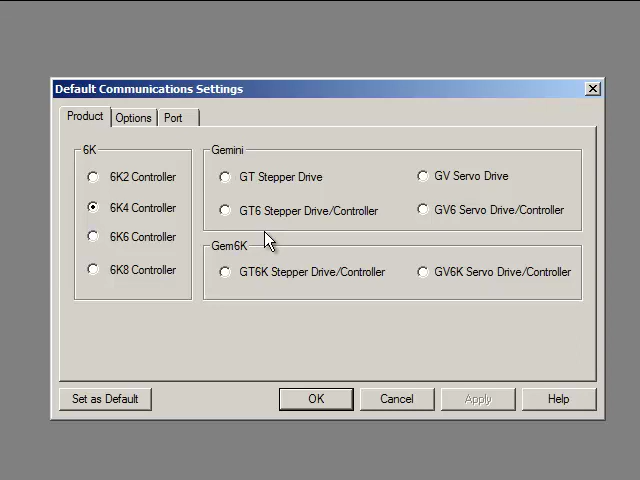 Default Communications Settings
Product Options Port
6K
6K2 Controller
6K4 Controller
6K6 Controller
6K8 Controller
Gemini
GT Stepper Drive
GV Servo Drive
GT6 Stepper Drive/Controller
GV6 Servo Drive/Controller
Gem6K
GT6K Stepper Drive/Controller
GV6K Servo Drive/Controller
Set as Default
OK
Cancel
Apply
Help